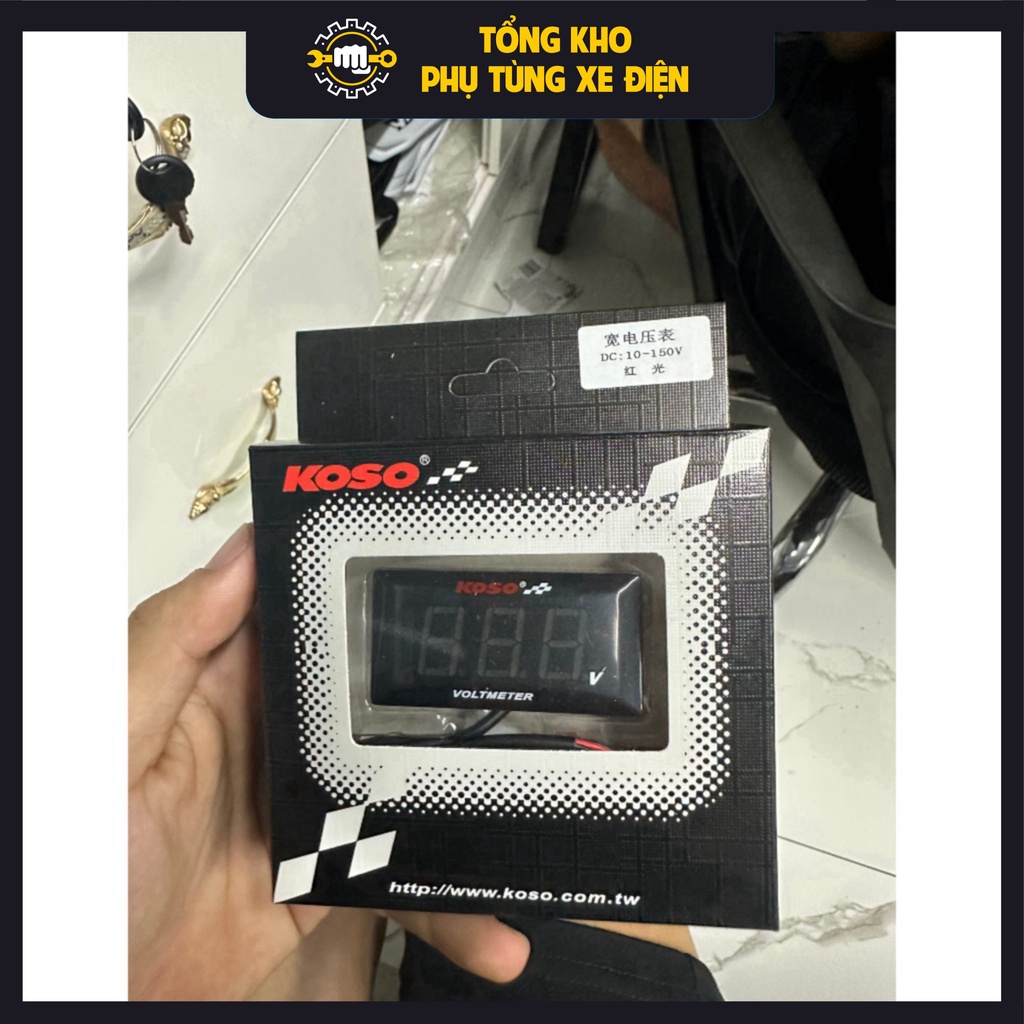 TỔNG KHO
PHỤ TÙNG XE ĐIỆN
宽电压表
DC:10-150V
红 光
KOSO®
KOSO®
V
VOLTMETER
http://www.koso.com.tw